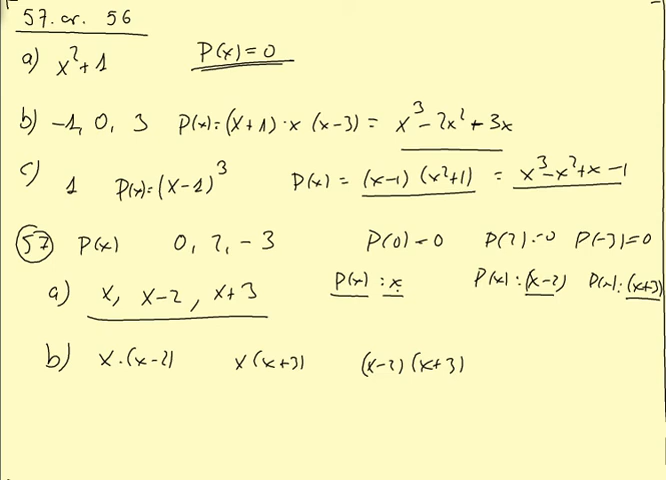 57. or. 56
a) x²+1 P(x)=0
b) -1, 0, 3 P(x)=(x+1)·x (x-3) = x³-2x²+3x
c) 1 P(x)=(x-1)³ P(x) = (x-1) (x²+1) = x³-x²+x-1
57 P(x) 0, 2, -3 P(0)=0 P(2)=0 P(-3)=0
a) x, x-2, x+3 P(x) : x P(x) : (x-2) P(x) : (x+3)
b) x·(x-2) x(x+3) (x-2)(x+3)